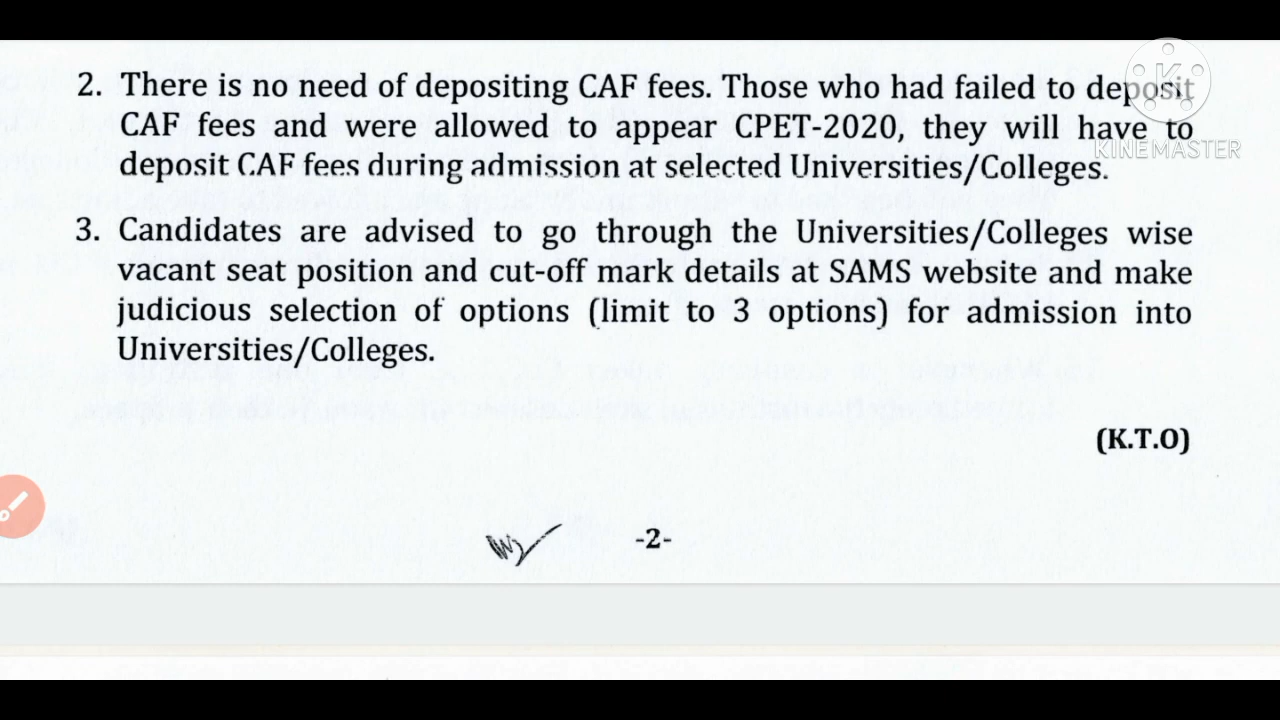 KINEMASTER
2. There is no need of depositing CAF fees. Those who had failed to deposit
CAF fees and were allowed to appear CPET-2020, they will have to
deposit CAF fees during admission at selected Universities/Colleges.
3. Candidates are advised to go through the Universities/Colleges wise
vacant seat position and cut-off mark details at SAMS website and make
judicious selection of options (limit to 3 options) for admission into
Universities/Colleges.
(K.T.O)
-2-